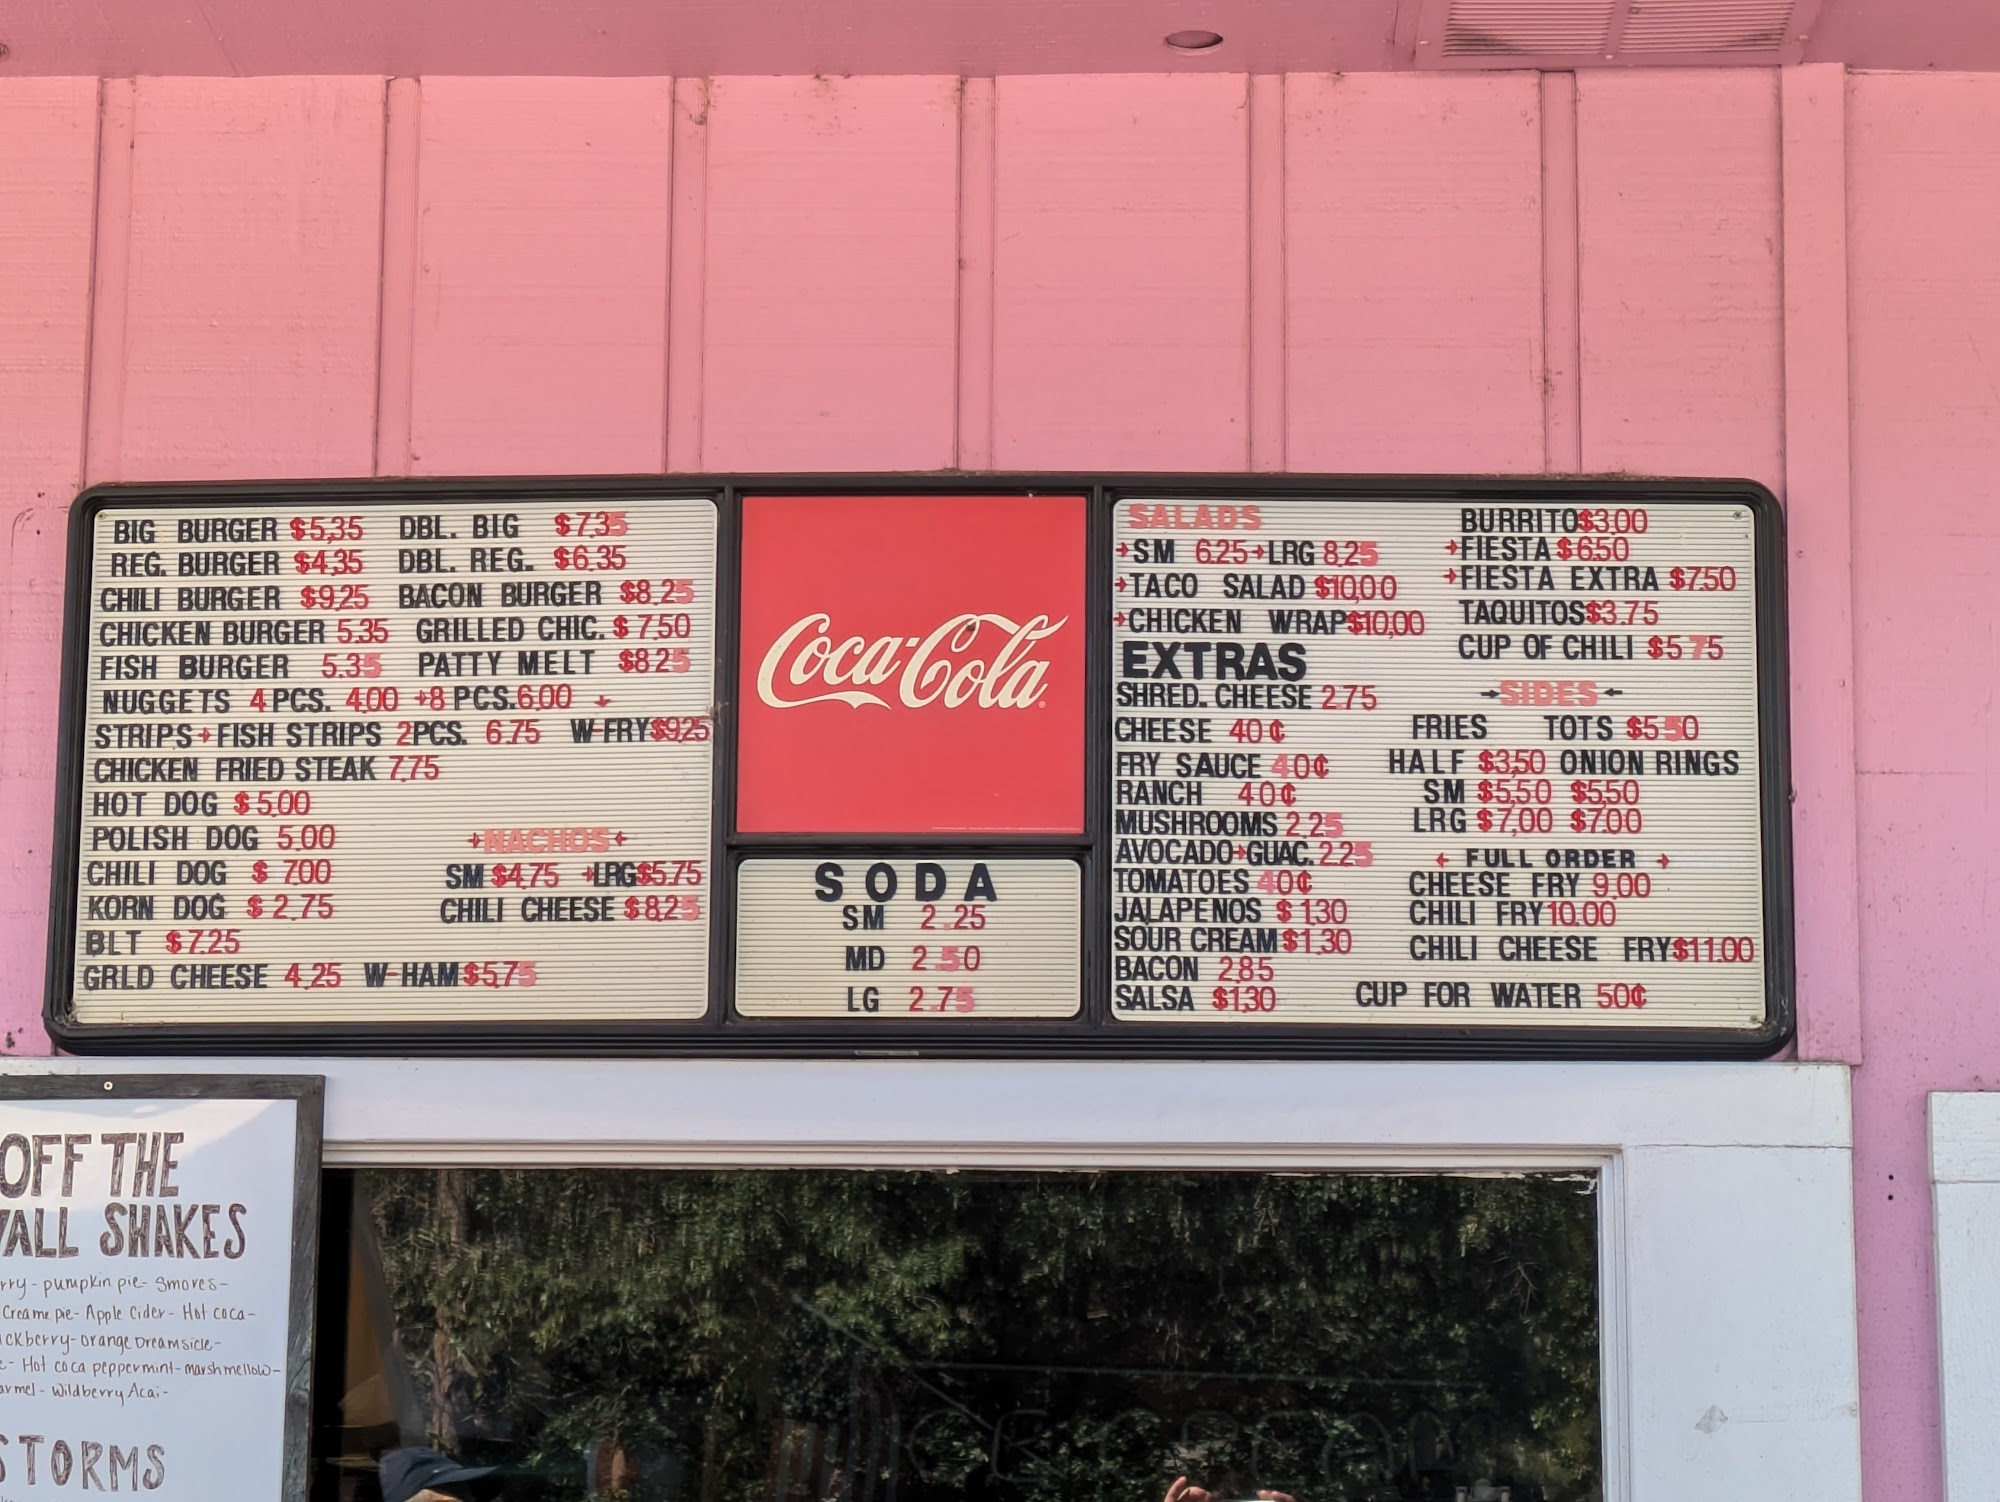 BIG BURGER $5,35 DBL. BIG $7.35
REG. BURGER $4,35 DBL. REG. $6.35
CHILI BURGER $9.25 BACON BURGER $8.25
CHICKEN BURGER 5.35 GRILLED CHIC. $7,50
FISH BURGER 5.35 PATTY MELT $8.25
NUGGETS 4 PCS. 4.00 →8 PCS.6,00
STRIPS→FISH STRIPS 2PCS. 6.75 W-FRY$9.25
CHICKEN FRIED STEAK 7.75
HOT DOG $5.00
POLISH DOG 5.00
CHILI DOG $7.00
KORN DOG $2.75
BLT $7.25
GRLD CHEESE 4.25 W-HAM$5,75
→NACHOS←
SM $4.75 →LRG$5.75
CHILI CHEESE $8.25
Coca-Cola
SODA
SM 2.25
MD 2.50
LG 2.75
SALADS
→SM 6.25→LRG 8.25
→TACO SALAD $10,00
→CHICKEN WRAP$10,00
EXTRAS
SHRED. CHEESE 2.75
CHEESE 40¢
FRY SAUCE 40¢
RANCH 40¢
MUSHROOMS 2.25
AVOCADO→GUAC. 2.25
TOMATOES 40¢
JALAPENOS $1.30
SOUR CREAM$1.30
BACON 2.85
SALSA $1,30
BURRITO$3.00
→FIESTA $6.50
→FIESTA EXTRA $7.50
TAQUITOS$3.75
CUP OF CHILI $5 75
→SIDES←
FRIES TOTS $5 50
HALF $3,50 ONION RINGS
SM $5,50 $5,50
LRG $7,00 $7.00
← FULL ORDER →
CHEESE FRY 9.00
CHILI FRY 10.00
CHILI CHEESE FRY$11.00
CUP FOR WATER 50¢
OFF THE
WALL SHAKES
pumpkin pie- Smores-
Creame pie- Apple Cider- Hot coca-
orange Dreamsicle-
Hot coca peppermint-marshmellow-
Wildberry Acai-
STORMS